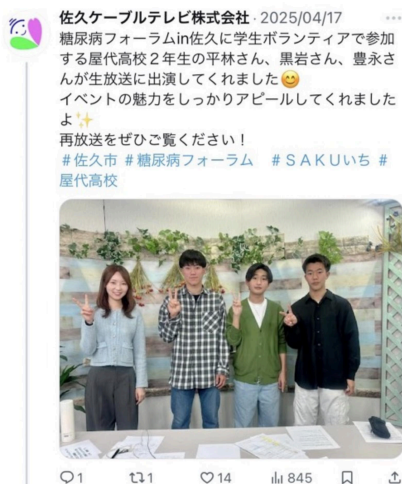 佐久ケーブルテレビ株式会社 · 2025/04/17
糖尿病フォーラムin佐久に学生ボランティアで参加
する屋代高校２年生の平林さん、黒岩さん、豊永さ
んが生放送に出演してくれました😊
イベントの魅力をしっかりアピールしてくれました
よ✨
再放送をぜひご覧ください！
＃佐久市 ＃糖尿病フォーラム　＃ＳＡＫＵいち ＃
屋代高校
1 1 14 845